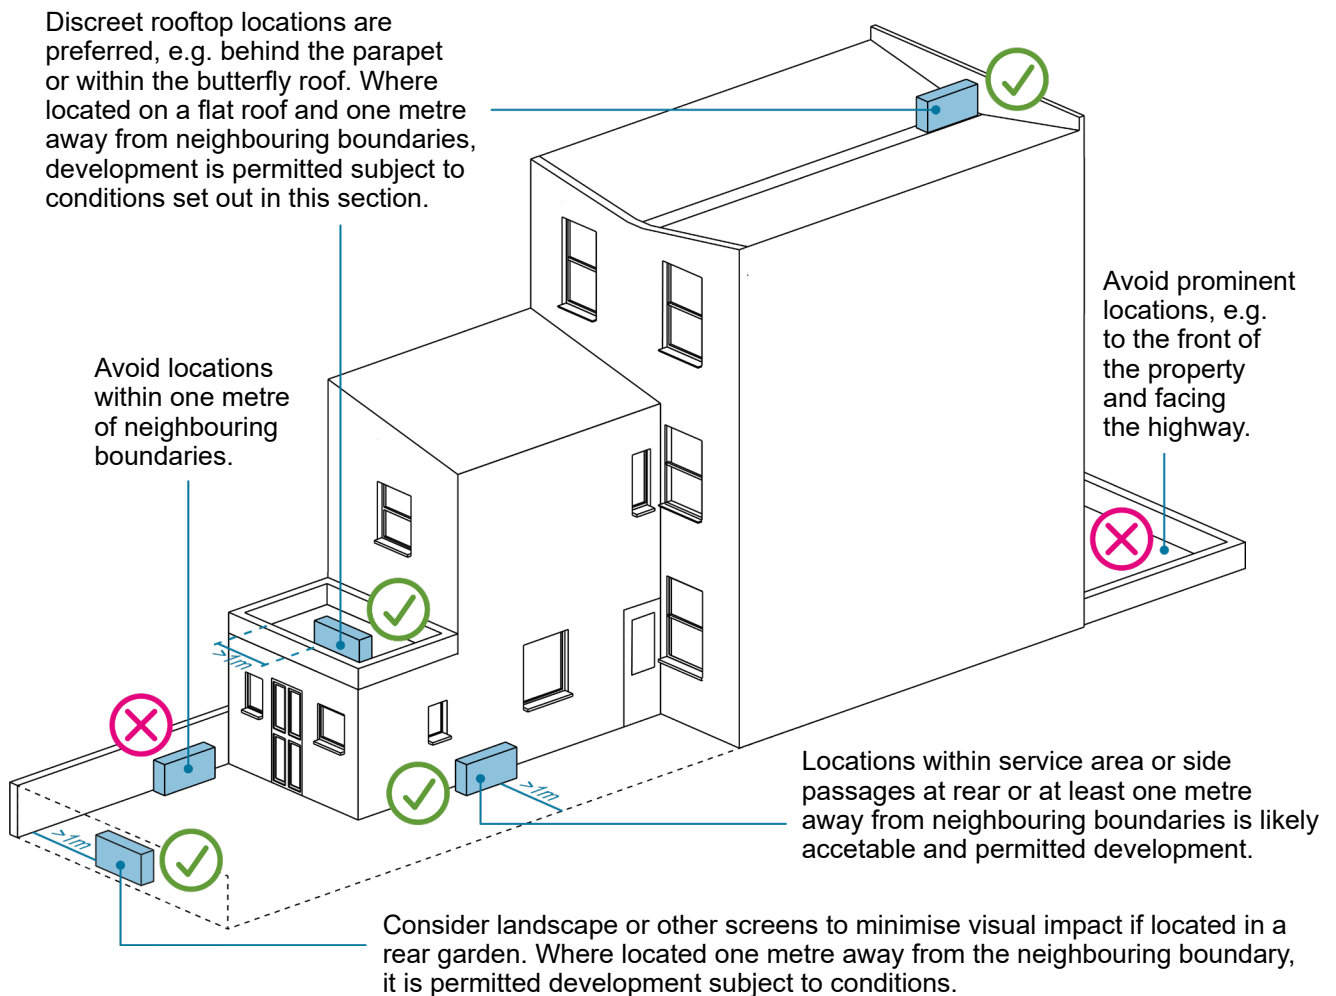 Discreet rooftop locations are
preferred, e.g. behind the parapet
or within the butterfly roof. Where
located on a flat roof and one metre
away from neighbouring boundaries,
development is permitted subject to
conditions set out in this section.
Avoid prominent
locations, e.g.
to the front of
the property
and facing
the highway.
Avoid locations
within one metre
of neighbouring
boundaries.
>1m
>1m
>1m
Locations within service area or side
passages at rear or at least one metre
away from neighbouring boundaries is likely
accetable and permitted development.
Consider landscape or other screens to minimise visual impact if located in a
rear garden. Where located one metre away from the neighbouring boundary,
it is permitted development subject to conditions.